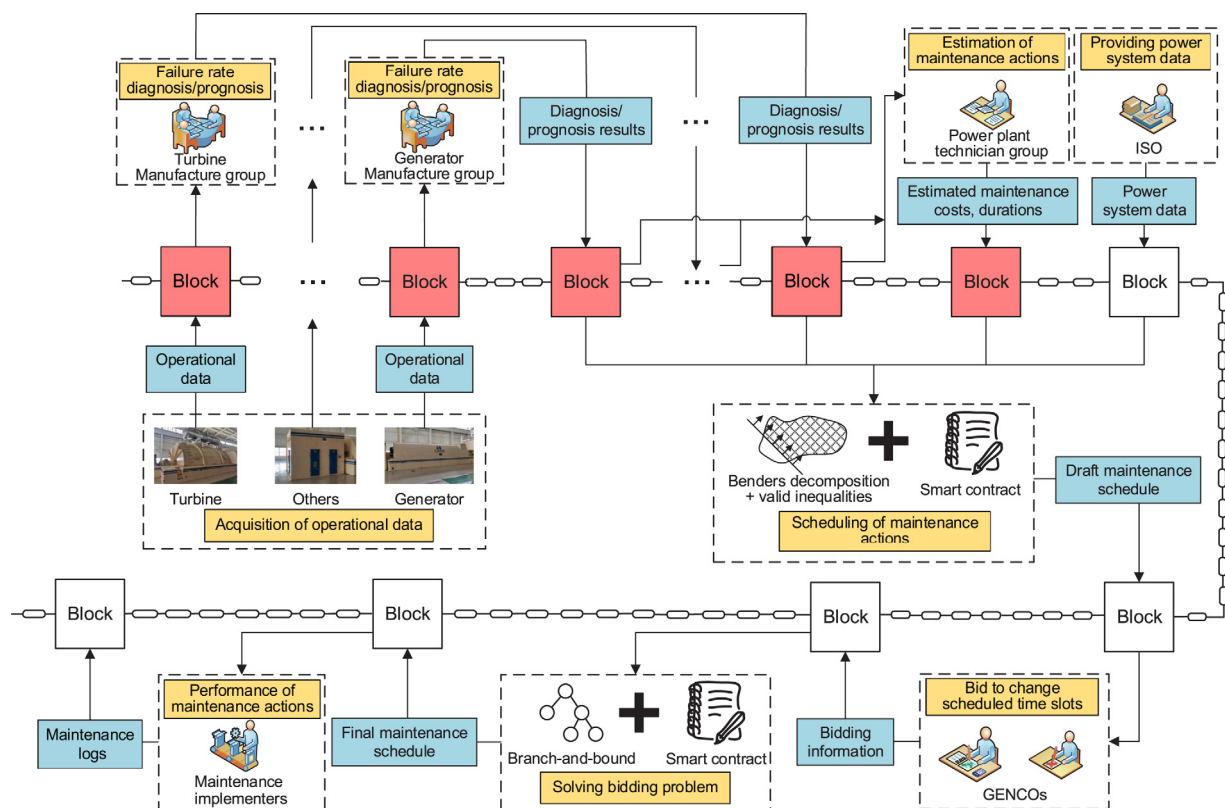 Failure rate
diagnosis/prognosis
Turbine
Manufacture group
...
Failure rate
diagnosis/prognosis
Generator
Manufacture group
Diagnosis/
prognosis results
...
Diagnosis/
prognosis results
Estimation of
maintenance actions
Power plant
technician group
Providing power
system data
ISO
Estimated maintenance
costs, durations
Power
system data
Block
...
Block
Block
...
Block
Block
Block
Operational
data
Operational
data
Turbine
Others
Generator
Acquisition of operational data
Benders decomposition
+ valid inequalities
Smart contract
Scheduling of maintenance
actions
Draft maintenance
schedule
Block
Block
Block
Block
Maintenance
logs
Performance of
maintenance actions
Maintenance
implementers
Final maintenance
schedule
Branch-and-bound
Smart contract
Solving bidding problem
Bidding
information
Bid to change
scheduled time slots
GENCOs